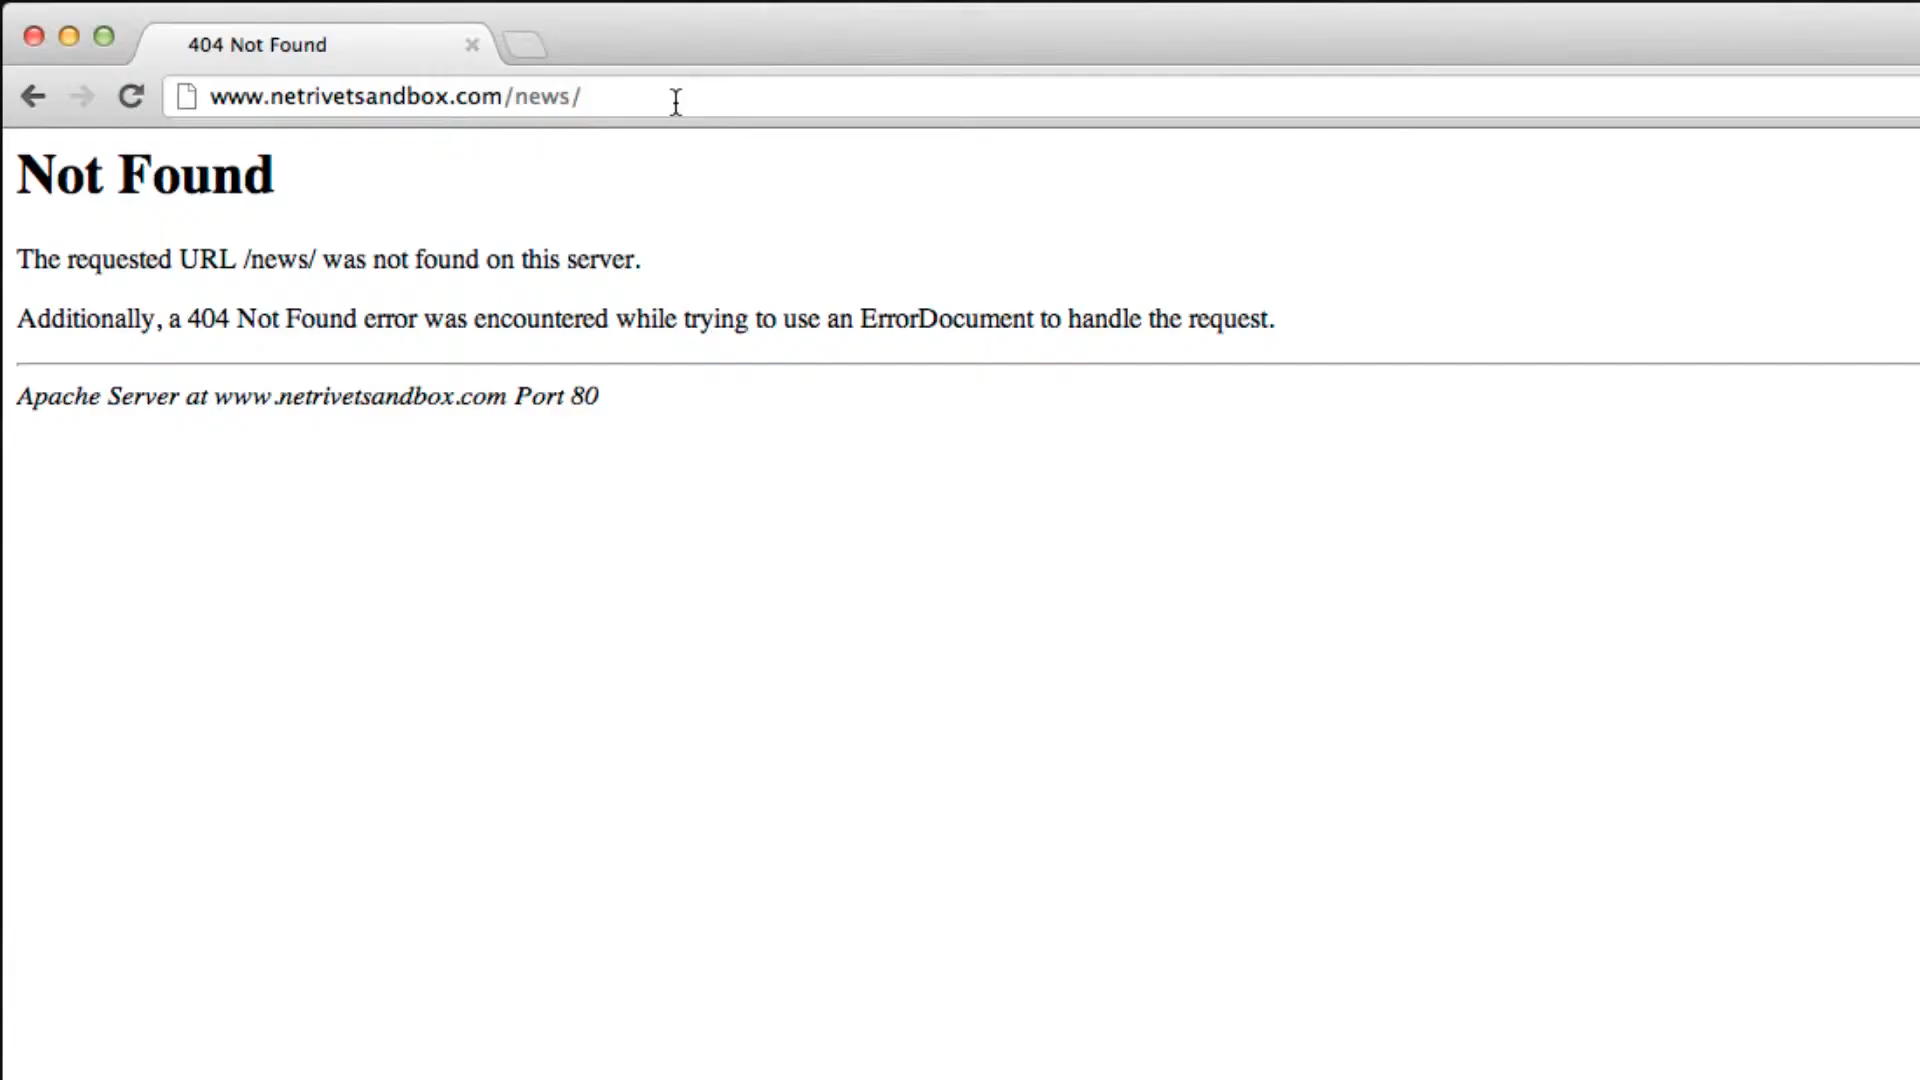 404 Not Found
www.netrivetsandbox.com/news/
Not Found
The requested URL /news/ was not found on this server.
Additionally, a 404 Not Found error was encountered while trying to use an ErrorDocument to handle the request.
Apache Server at www.netrivetsandbox.com Port 80